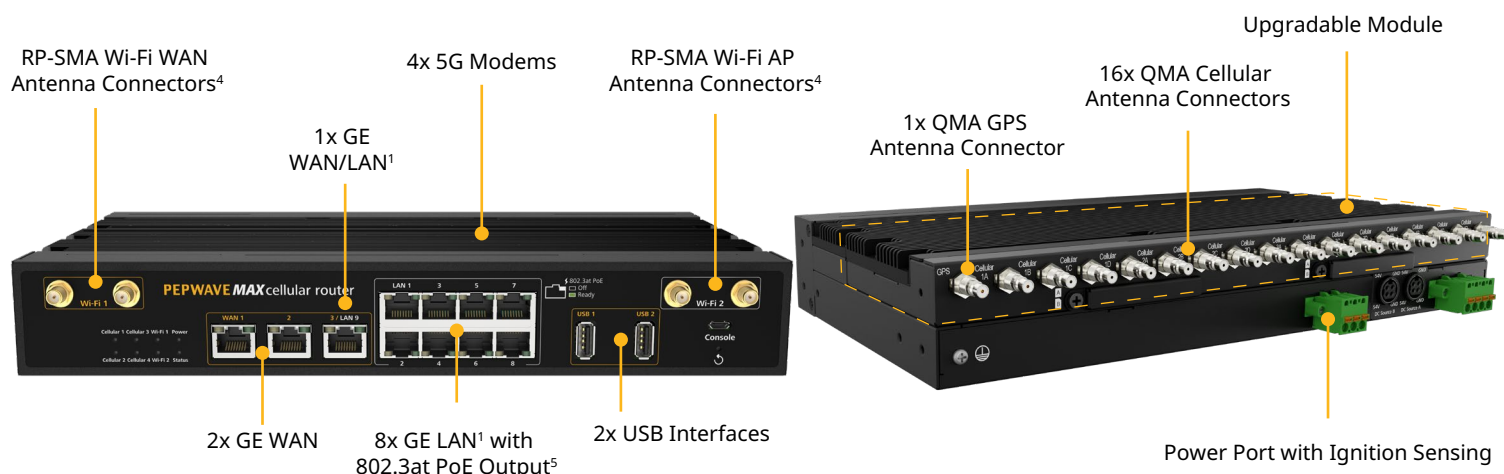 Upgradable Module
RP-SMA Wi-Fi WAN
Antenna Connectors⁴
4x 5G Modems
RP-SMA Wi-Fi AP
Antenna Connectors⁴
16x QMA Cellular
Antenna Connectors
1x QMA GPS
Antenna Connector
1x GE
WAN/LAN¹
Wi-Fi 1
PEPWAVE MAX cellular router
LAN 1 3 5 7
802.3at PoE
Off
Ready
Wi-Fi 2
WAN 1 2 3 / LAN 9
USB 1 USB 2
Console
Cellular 1 Cellular 3 Wi-Fi 1 Power
Cellular 2 Cellular 4 Wi-Fi 2 Status
2 4 6 8
GPS
Cellular
1A
Cellular
1B
Cellular
1C
Cellular
1D
Cellular
Cellular
Cellular
Cellular
A
B
DC Source B DC Source A
2x GE WAN
8x GE LAN¹ with
802.3at PoE Output⁵
2x USB Interfaces
Power Port with Ignition Sensing